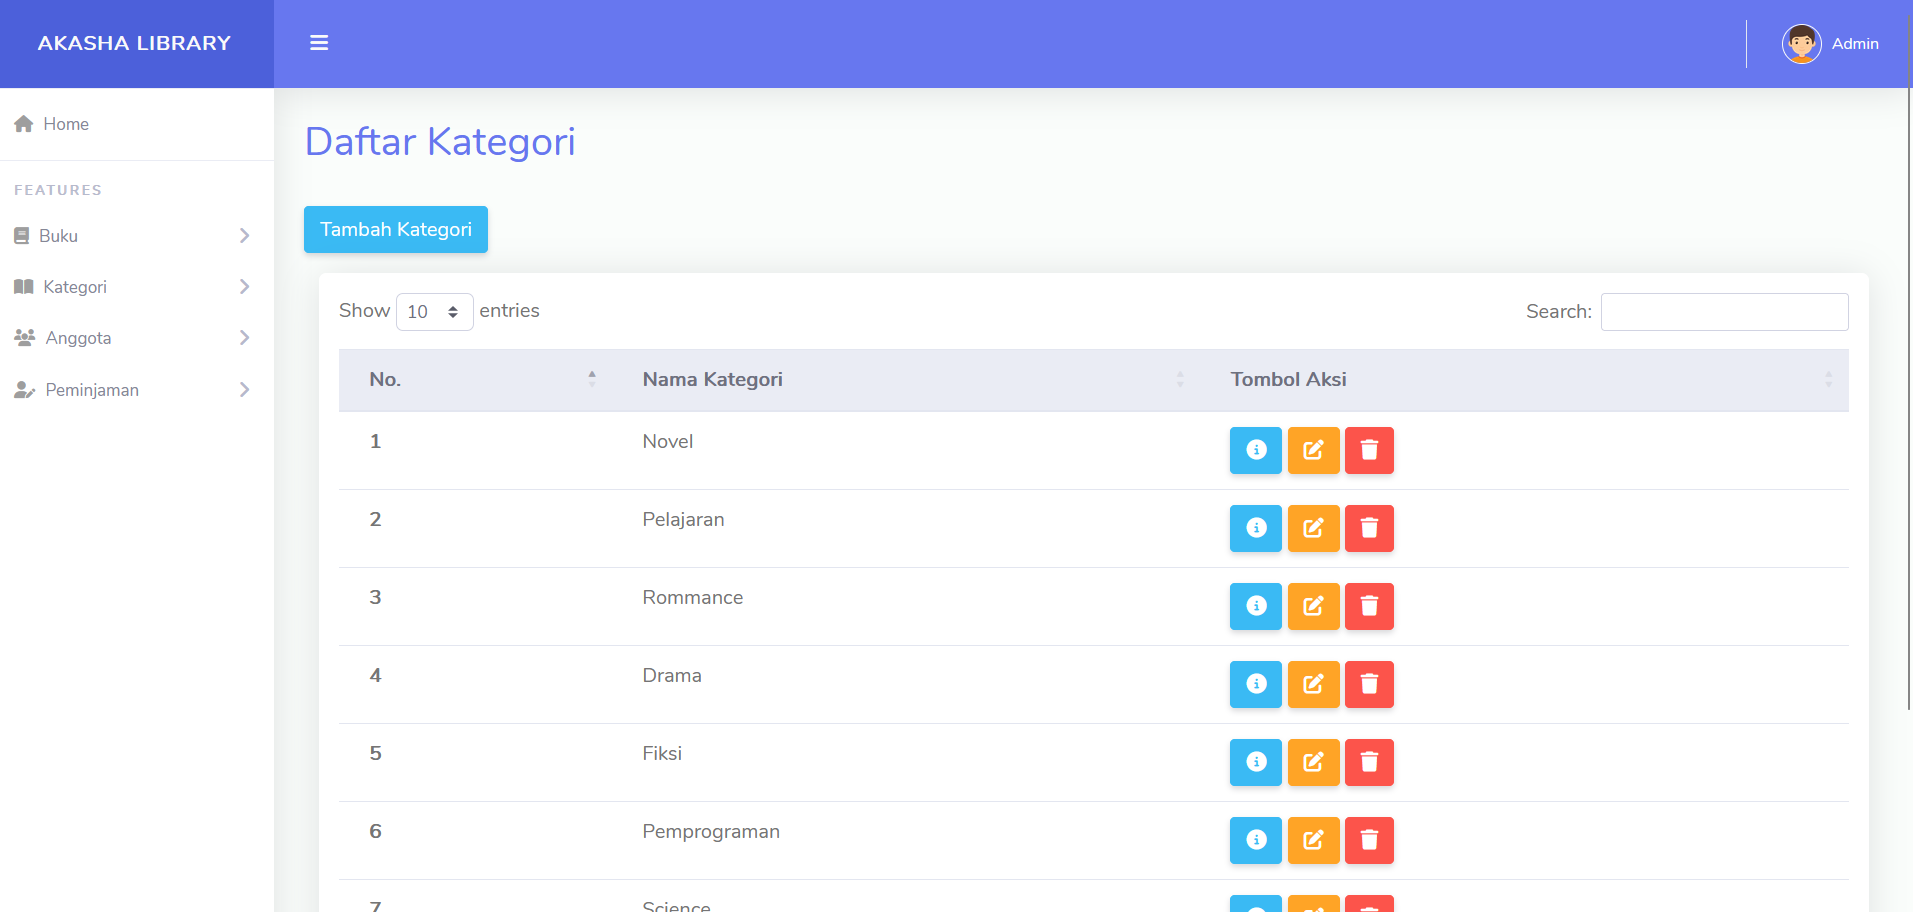 AKASHA LIBRARY
Admin
Home
FEATURES
Buku
Kategori
Anggota
Peminjaman
Daftar Kategori
Tambah Kategori
Show 10 entries
Search:
No. Nama Kategori Tombol Aksi
1 Novel
2 Pelajaran
3 Rommance
4 Drama
5 Fiksi
6 Pemprograman
7 Science